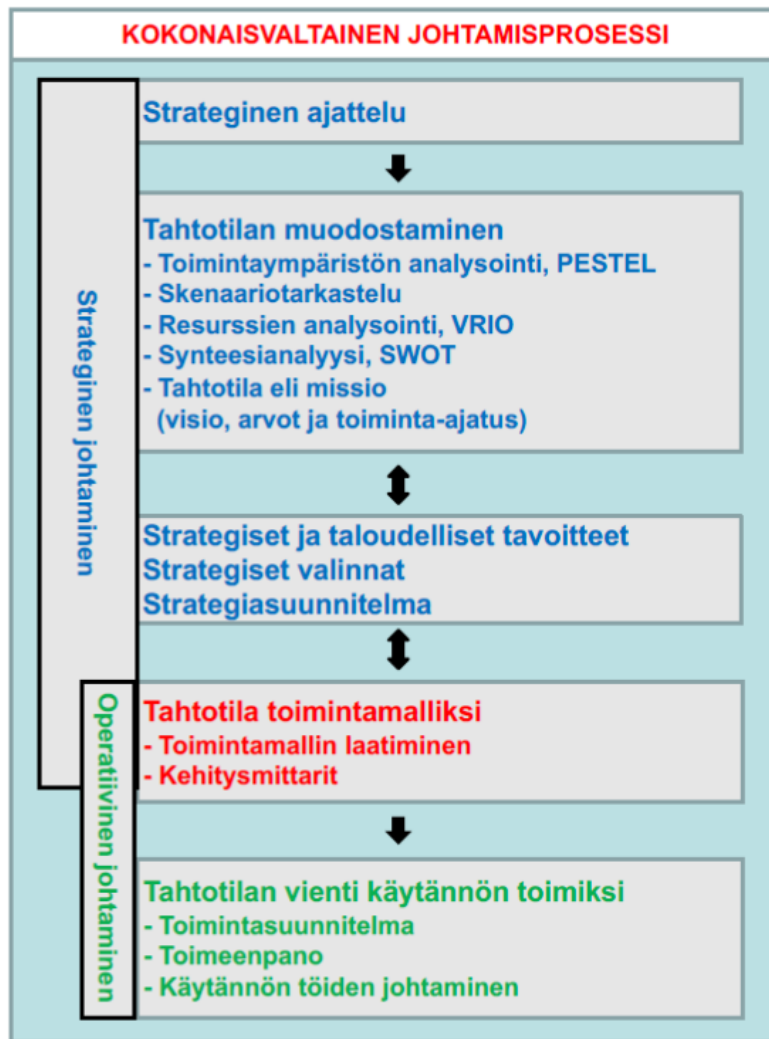 KOKONAISVALTAINEN JOHTAMISPROSESSI
Strateginen johtaminen
Strateginen ajattelu
Tahtotilan muodostaminen
- Toimintaympäristön analysointi, PESTEL
- Skenaariotarkastelu
- Resurssien analysointi, VRIO
- Synteesianalyysi, SWOT
- Tahtotila eli missio
(visio, arvot ja toiminta-ajatus)
Strategiset ja taloudelliset tavoitteet
Strategiset valinnat
Strategiasuunnitelma
Operatiivinen johtaminen
Tahtotila toimintamalliksi
- Toimintamallin laatiminen
- Kehitysmittarit
Tahtotilan vienti käytännön toimiksi
- Toimintasuunnitelma
- Toimeenpano
- Käytännön töiden johtaminen